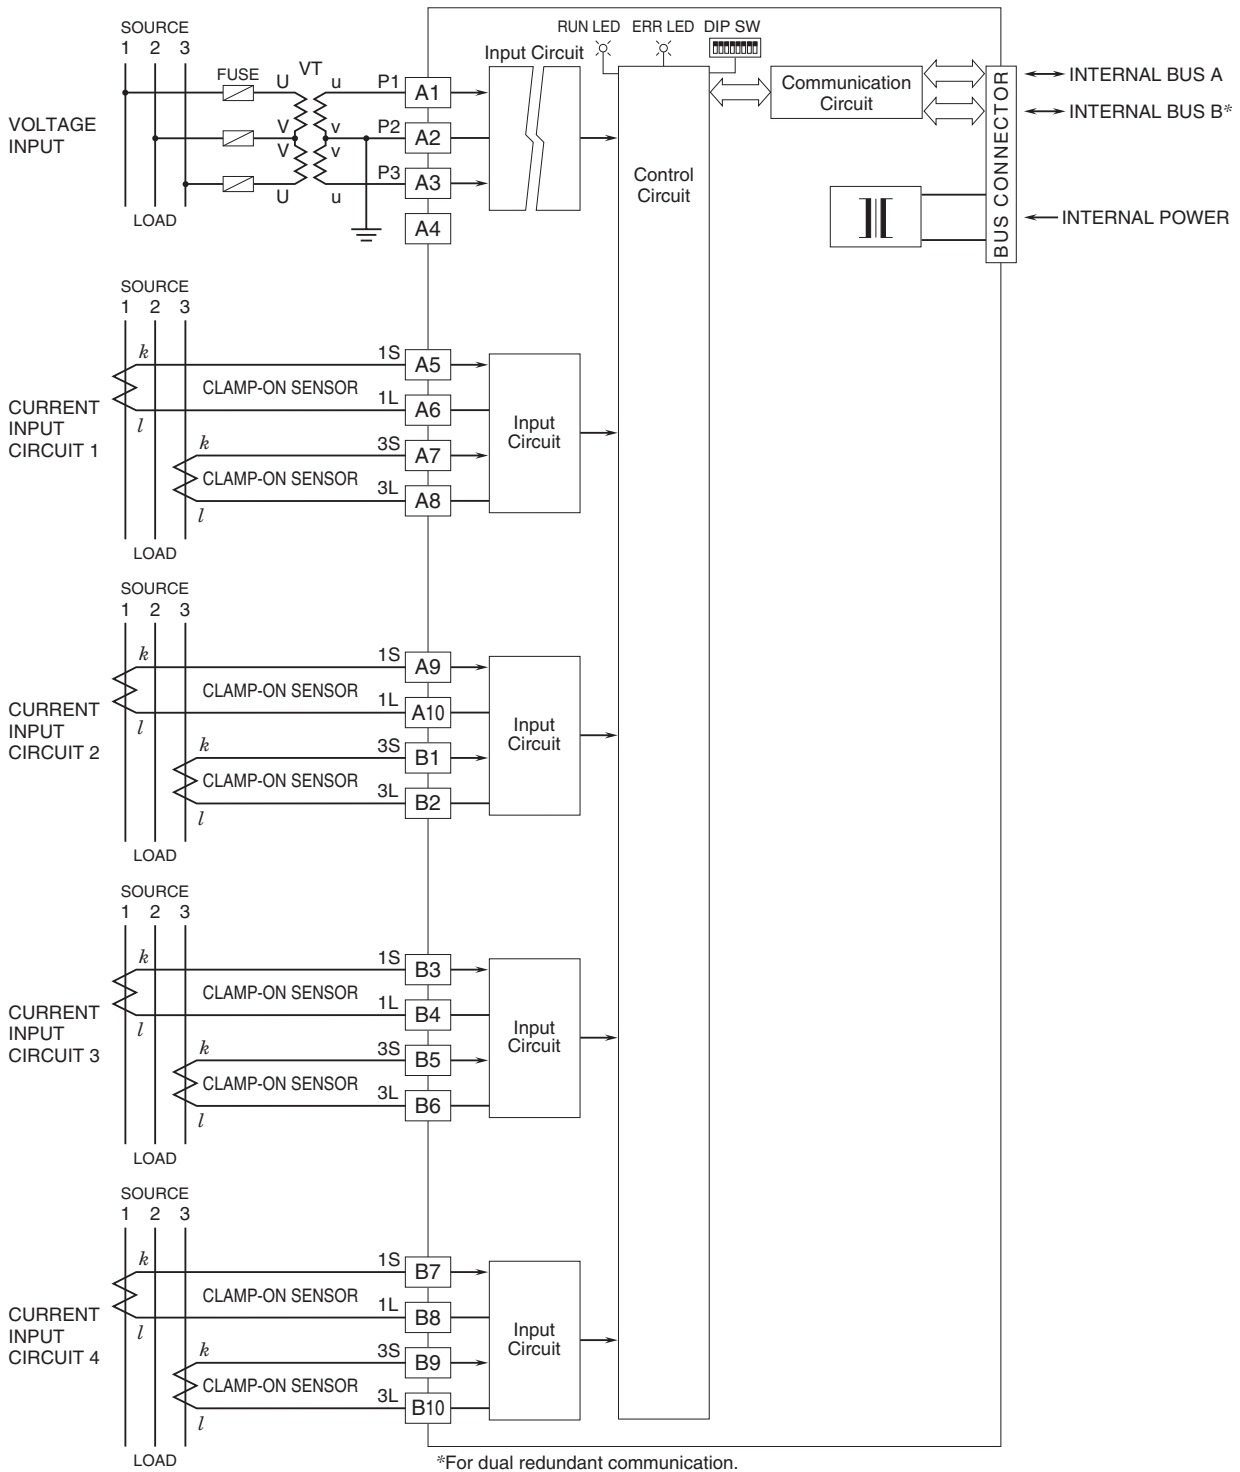 SOURCE
1 2 3
FUSE
VT
U u P1 A1
V v P2 A2
V v
P3 A3
U u
A4
LOAD
VOLTAGE
INPUT
Input Circuit
RUN LED ERR LED DIP SW
Control
Circuit
Communication
Circuit
BUS CONNECTOR
INTERNAL BUS A
INTERNAL BUS B*
INTERNAL POWER
SOURCE
1 2 3
k 1S A5
CLAMP-ON SENSOR
l 1L A6
k 3S A7
CLAMP-ON SENSOR
l 3L A8
LOAD
CURRENT
INPUT
CIRCUIT 1
Input
Circuit
SOURCE
1 2 3
k 1S A9
CLAMP-ON SENSOR
l 1L A10
k 3S B1
CLAMP-ON SENSOR
l 3L B2
LOAD
CURRENT
INPUT
CIRCUIT 2
Input
Circuit
SOURCE
1 2 3
k 1S B3
CLAMP-ON SENSOR
l 1L B4
k 3S B5
CLAMP-ON SENSOR
l 3L B6
LOAD
CURRENT
INPUT
CIRCUIT 3
Input
Circuit
SOURCE
1 2 3
k 1S B7
CLAMP-ON SENSOR
l 1L B8
k 3S B9
CLAMP-ON SENSOR
l 3L B10
LOAD
CURRENT
INPUT
CIRCUIT 4
Input
Circuit
*For dual redundant communication.